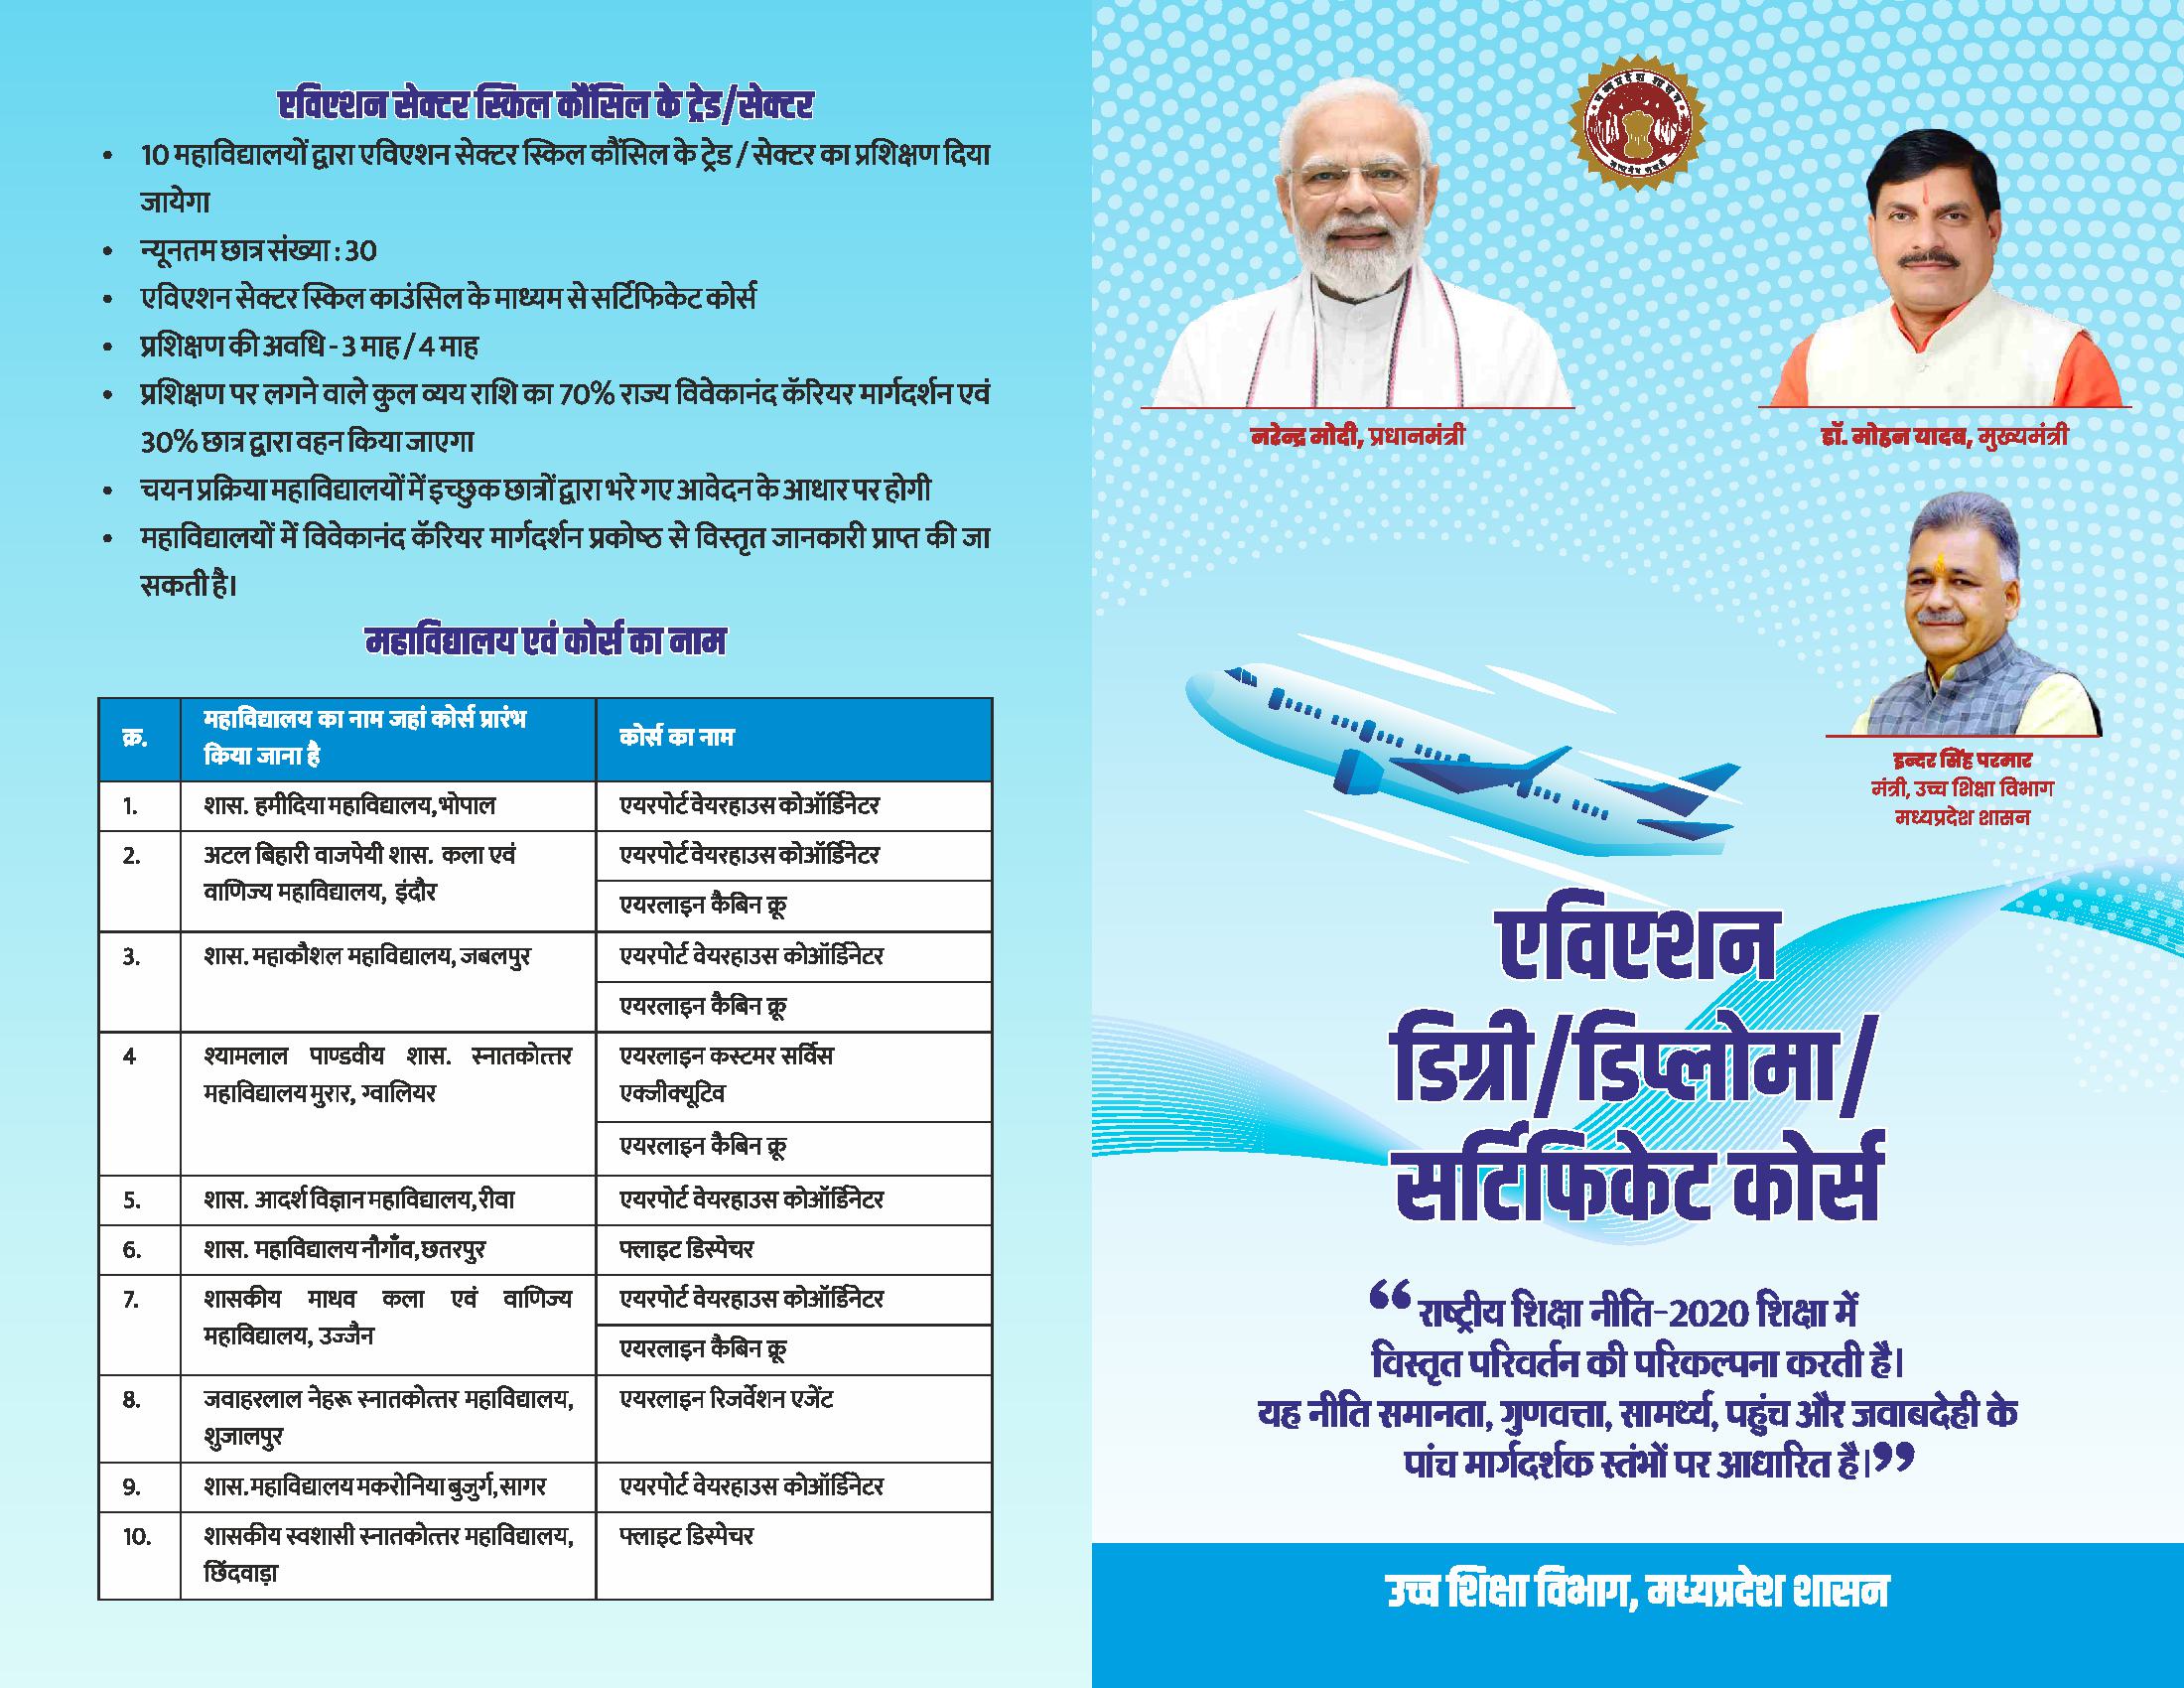 एविएशन सेक्टर स्किल कौंसिल के ट्रेड/सेक्टर
• 10 महाविद्यालयों द्वारा एविएशन सेक्टर स्किल कौंसिल के ट्रेड / सेक्टर का प्रशिक्षण दिया
जायेगा
• न्यूनतम छात्र संख्या : 30
• एविएशन सेक्टर स्किल काउंसिल के माध्यम से सर्टिफिकेट कोर्स
• प्रशिक्षण की अवधि - 3 माह / 4 माह
• प्रशिक्षण पर लगने वाले कुल व्यय राशि का 70% राज्य विवेकानंद कॅरियर मार्गदर्शन एवं
30% छात्र द्वारा वहन किया जाएगा
• चयन प्रक्रिया महाविद्यालयों में इच्छुक छात्रों द्वारा भरे गए आवेदन के आधार पर होगी
• महाविद्यालयों में विवेकानंद कॅरियर मार्गदर्शन प्रकोष्ठ से विस्तृत जानकारी प्राप्त की जा
सकती है।
महाविद्यालय एवं कोर्स का नाम
क्र. महाविद्यालय का नाम जहां कोर्स प्रारंभ
किया जाना है कोर्स का नाम
1. शास. हमीदिया महाविद्यालय, भोपाल एयरपोर्ट वेयरहाउस कोऑर्डिनेटर
2. अटल बिहारी वाजपेयी शास. कला एवं एयरपोर्ट वेयरहाउस कोऑर्डिनेटर
वाणिज्य महाविद्यालय, इंदौर एयरलाइन कैबिन क्रू
3. शास. महाकौशल महाविद्यालय, जबलपुर एयरपोर्ट वेयरहाउस कोऑर्डिनेटर
एयरलाइन कैबिन क्रू
4 श्यामलाल पाण्डवीय शास. स्नातकोत्तर एयरलाइन कस्टमर सर्विस
महाविद्यालय मुरार, ग्वालियर एक्जीक्यूटिव
एयरलाइन कैबिन क्रू
5. शास. आदर्श विज्ञान महाविद्यालय, रीवा एयरपोर्ट वेयरहाउस कोऑर्डिनेटर
6. शास. महाविद्यालय नौगाँव, छतरपुर फ्लाइट डिस्पेचर
7. शासकीय माधव कला एवं वाणिज्य एयरपोर्ट वेयरहाउस कोऑर्डिनेटर
महाविद्यालय, उज्जैन एयरलाइन कैबिन क्रू
8. जवाहरलाल नेहरू स्नातकोत्तर महाविद्यालय, एयरलाइन रिजर्वेशन एजेंट
शुजालपुर
9. शास. महाविद्यालय मकरोनिया बुजुर्ग, सागर एयरपोर्ट वेयरहाउस कोऑर्डिनेटर
10. शासकीय स्वशासी स्नातकोत्तर महाविद्यालय, फ्लाइट डिस्पेचर
छिंदवाड़ा
मध्यप्रदेश शासन
सत्यमेव जयते
नरेन्द्र मोदी, प्रधानमंत्री
डॉ. मोहन यादव, मुख्यमंत्री
इन्दर सिंह परमार
मंत्री, उच्च शिक्षा विभाग
मध्यप्रदेश शासन
एविएशन
डिग्री/डिप्लोमा/
सर्टिफिकेट कोर्स
“राष्ट्रीय शिक्षा नीति-2020 शिक्षा में
विस्तृत परिवर्तन की परिकल्पना करती है।
यह नीति समानता, गुणवत्ता, सामर्थ्य, पहुंच और जवाबदेही के
पांच मार्गदर्शक स्तंभों पर आधारित है।”
उच्च शिक्षा विभाग, मध्यप्रदेश शासन